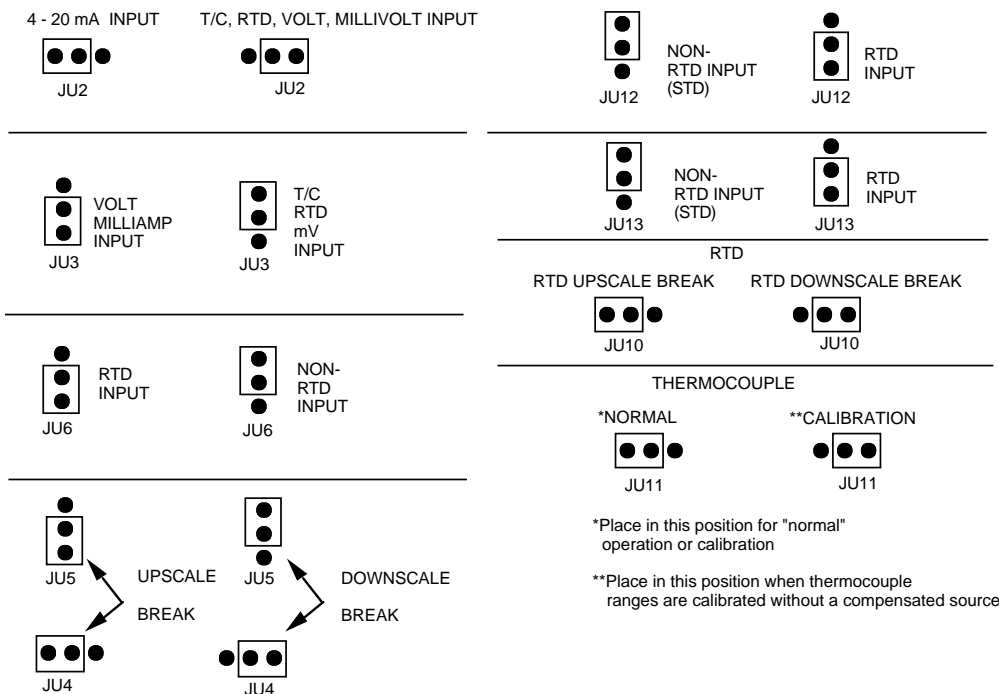 4 - 20 mA INPUT
JU2
T/C, RTD, VOLT, MILLIVOLT INPUT
JU2
VOLT
MILLIAMP
INPUT
JU3
T/C
RTD
mV
INPUT
JU3
RTD
INPUT
JU6
NON-
RTD
INPUT
JU6
JU5
UPSCALE
BREAK
JU4
JU5
DOWNSCALE
BREAK
JU4
NON-
RTD INPUT
(STD)
JU12
RTD
INPUT
JU12
NON-
RTD INPUT
(STD)
JU13
RTD
INPUT
JU13
RTD
RTD UPSCALE BREAK
JU10
RTD DOWNSCALE BREAK
JU10
THERMOCOUPLE
*NORMAL
JU11
**CALIBRATION
JU11
*Place in this position for "normal"
operation or calibration
**Place in this position when thermocouple
ranges are calibrated without a compensated source